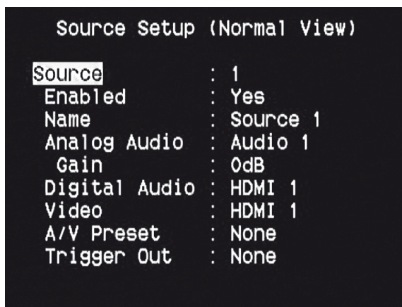 Source Setup (Normal View)
Source : 1
Enabled : Yes
Name : Source 1
Analog Audio : Audio 1
Gain : 0dB
Digital Audio : HDMI 1
Video : HDMI 1
A/V Preset : None
Trigger Out : None